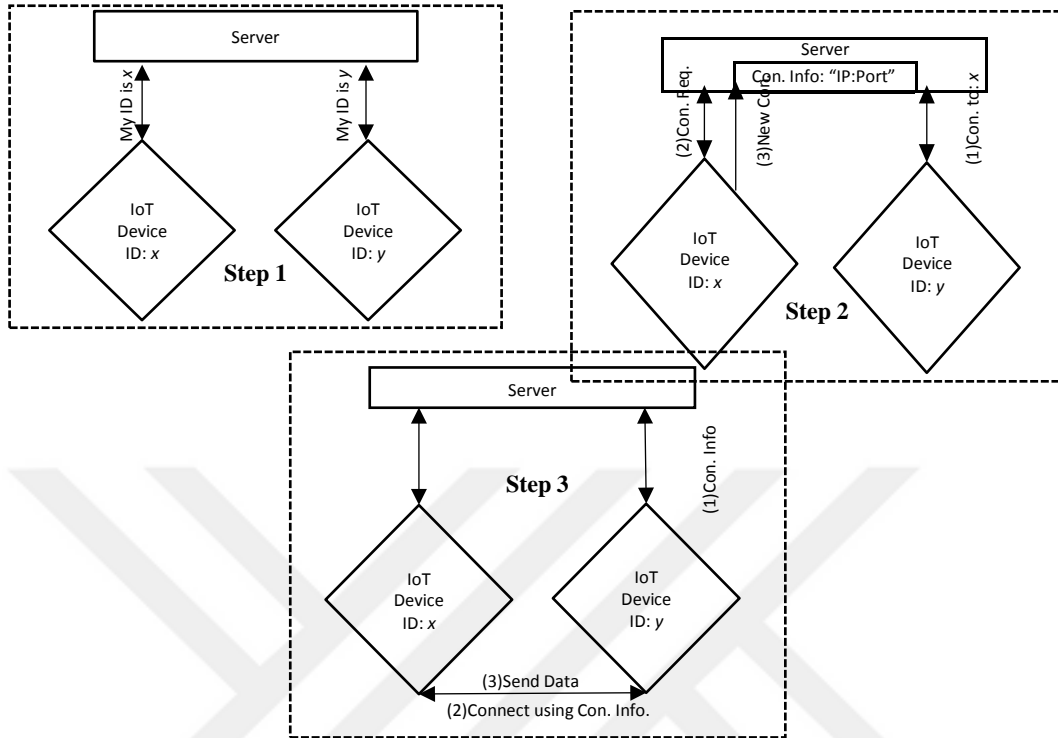 Server
My ID is x
My ID is y
IoT
Device
ID: x
IoT
Device
ID: y
Step 1
Server
Con. Info: “IP:Port”
(2)Con. Req.
(3)New Con.
(1)Con. to: x
IoT
Device
ID: x
IoT
Device
ID: y
Step 2
Server
(1)Con. Info
Step 3
IoT
Device
ID: x
IoT
Device
ID: y
(3)Send Data
(2)Connect using Con. Info.